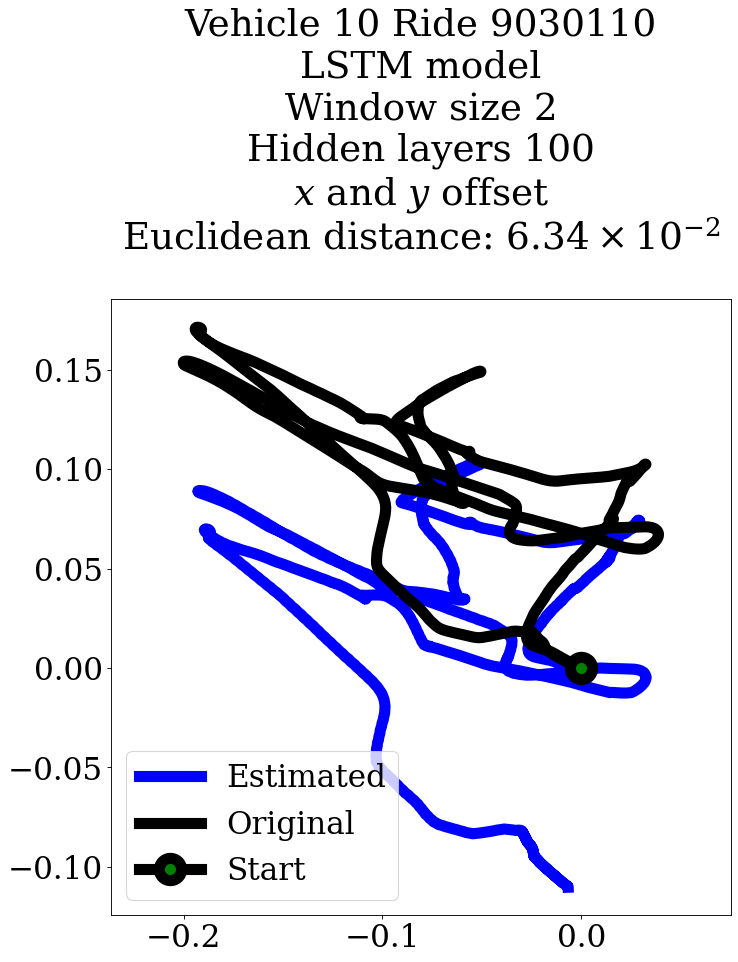 Vehicle 10 Ride 9030110
LSTM model
Window size 2
Hidden layers 100
x and y offset
Euclidean distance: 6.34 × 10⁻²
0.15
0.10
0.05
0.00
−0.05
−0.10
Estimated
Original
Start
−0.2
−0.1
0.0